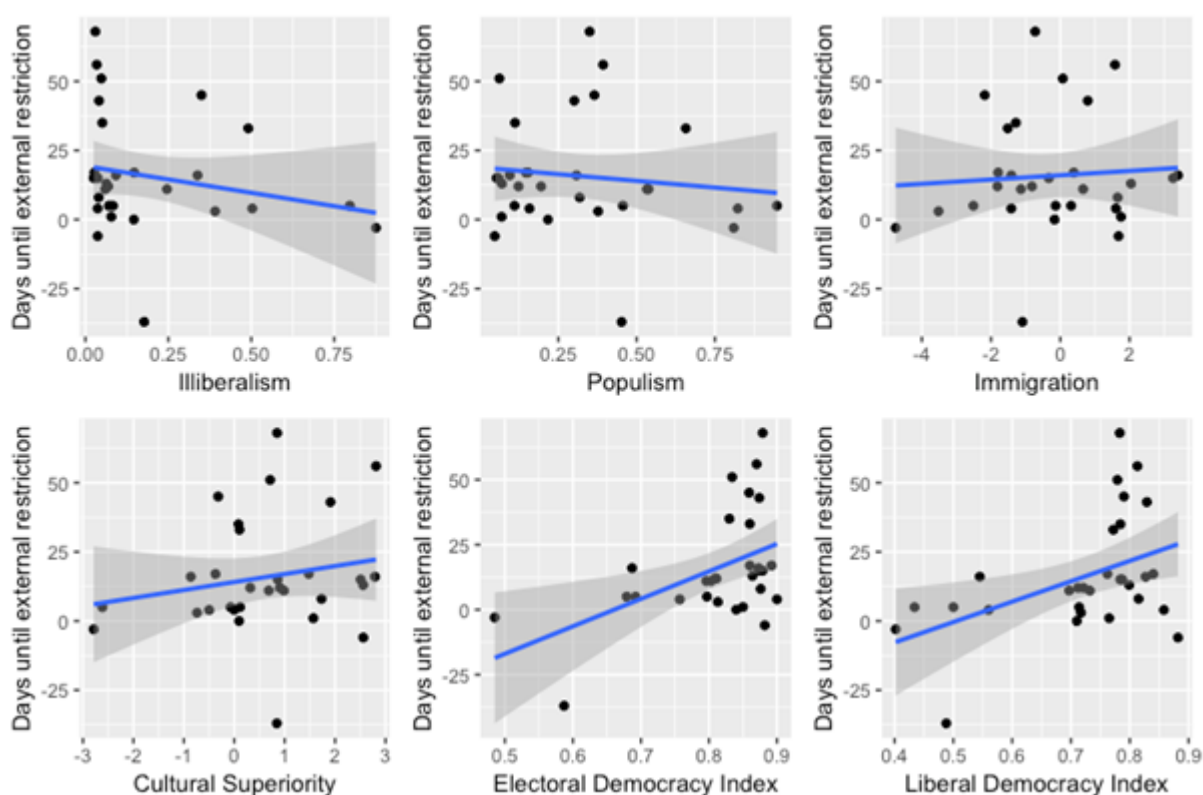 Days until external restriction
50
25
0
-25
0.00 0.25 0.50 0.75
Illiberalism
Days until external restriction
50
25
0
-25
0.25 0.50 0.75
Populism
Days until external restriction
50
25
0
-25
-4 -2 0 2
Immigration
Days until external restriction
50
25
0
-25
-3 -2 -1 0 1 2 3
Cultural Superiority
Days until external restriction
50
25
0
-25
0.5 0.6 0.7 0.8 0.9
Electoral Democracy Index
Days until external restriction
50
25
0
-25
0.4 0.5 0.6 0.7 0.8 0.9
Liberal Democracy Index